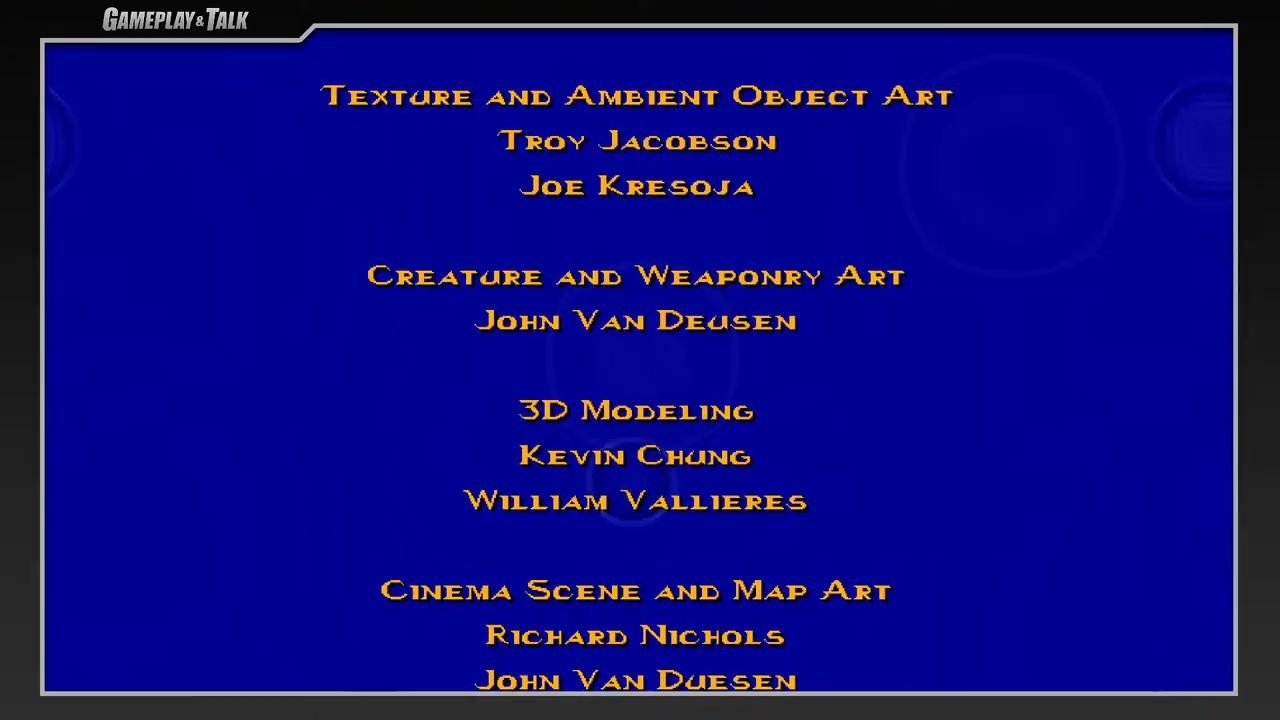 Gameplay & Talk
Texture and Ambient Object Art
Troy Jacobson
Joe Kresoja
Creature and Weaponry Art
John Van Deusen
3D Modeling
Kevin Chung
William Vallieres
Cinema Scene and Map Art
Richard Nichols
John Van Duesen